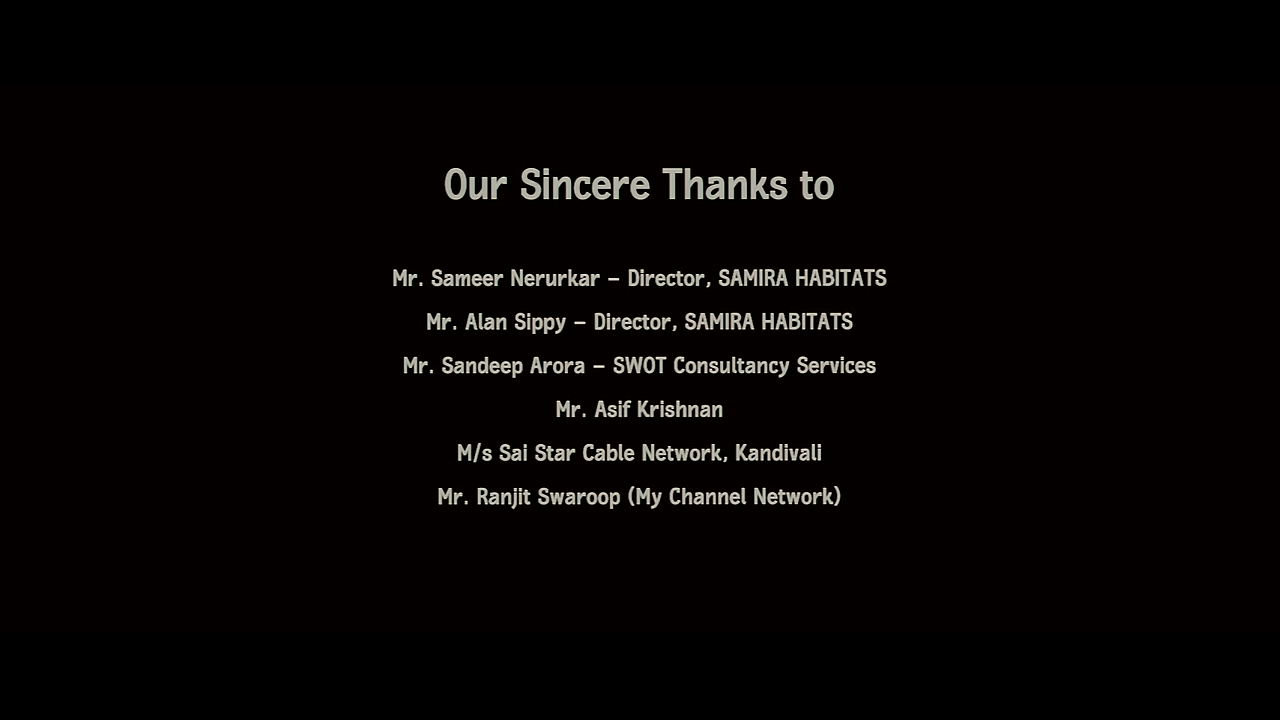 Our Sincere Thanks to
Mr. Sameer Nerurkar – Director, SAMIRA HABITATS
Mr. Alan Sippy – Director, SAMIRA HABITATS
Mr. Sandeep Arora – SWOT Consultancy Services
Mr. Asif Krishnan
M/s Sai Star Cable Network, Kandivali
Mr. Ranjit Swaroop (My Channel Network)